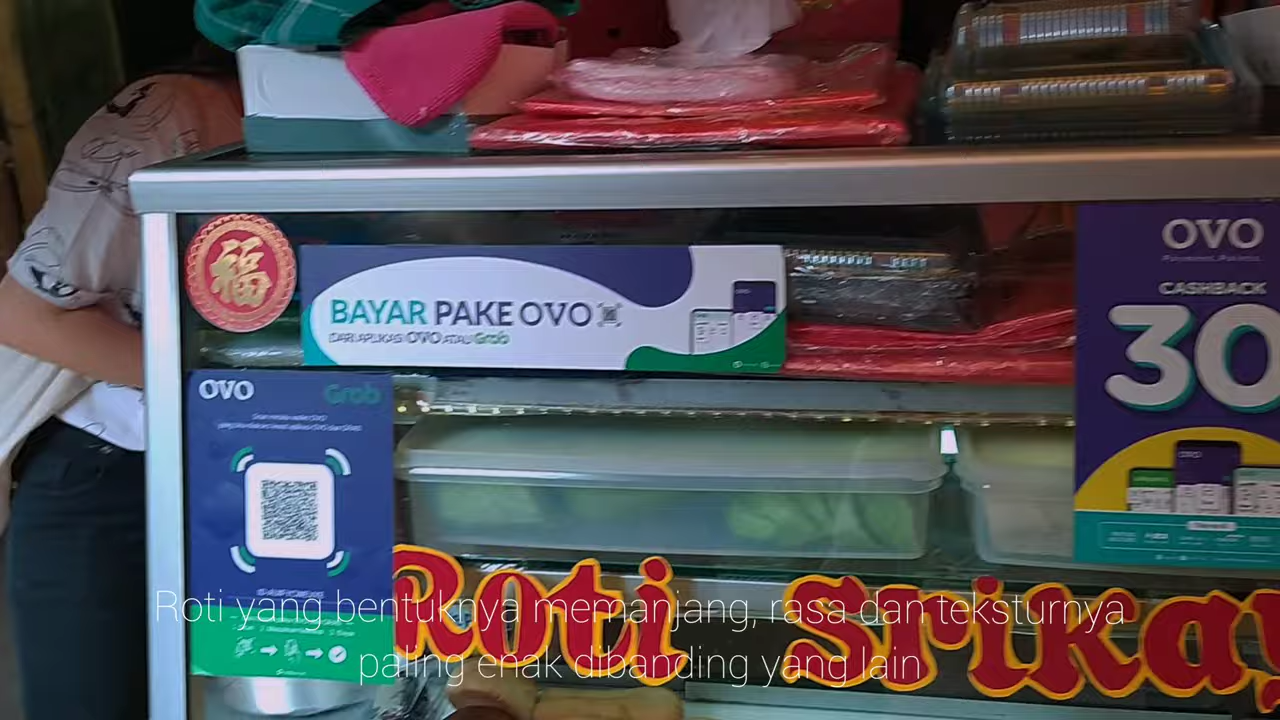 福
BAYAR PAKE OVO
DARI APLIKASI OVO ATAU Grab
OVO
CASHBACK
30
OVO Grab
Roti Srikay
Roti yang bentuknya memanjang, rasa dan teksturnya
paling enak dibanding yang lain